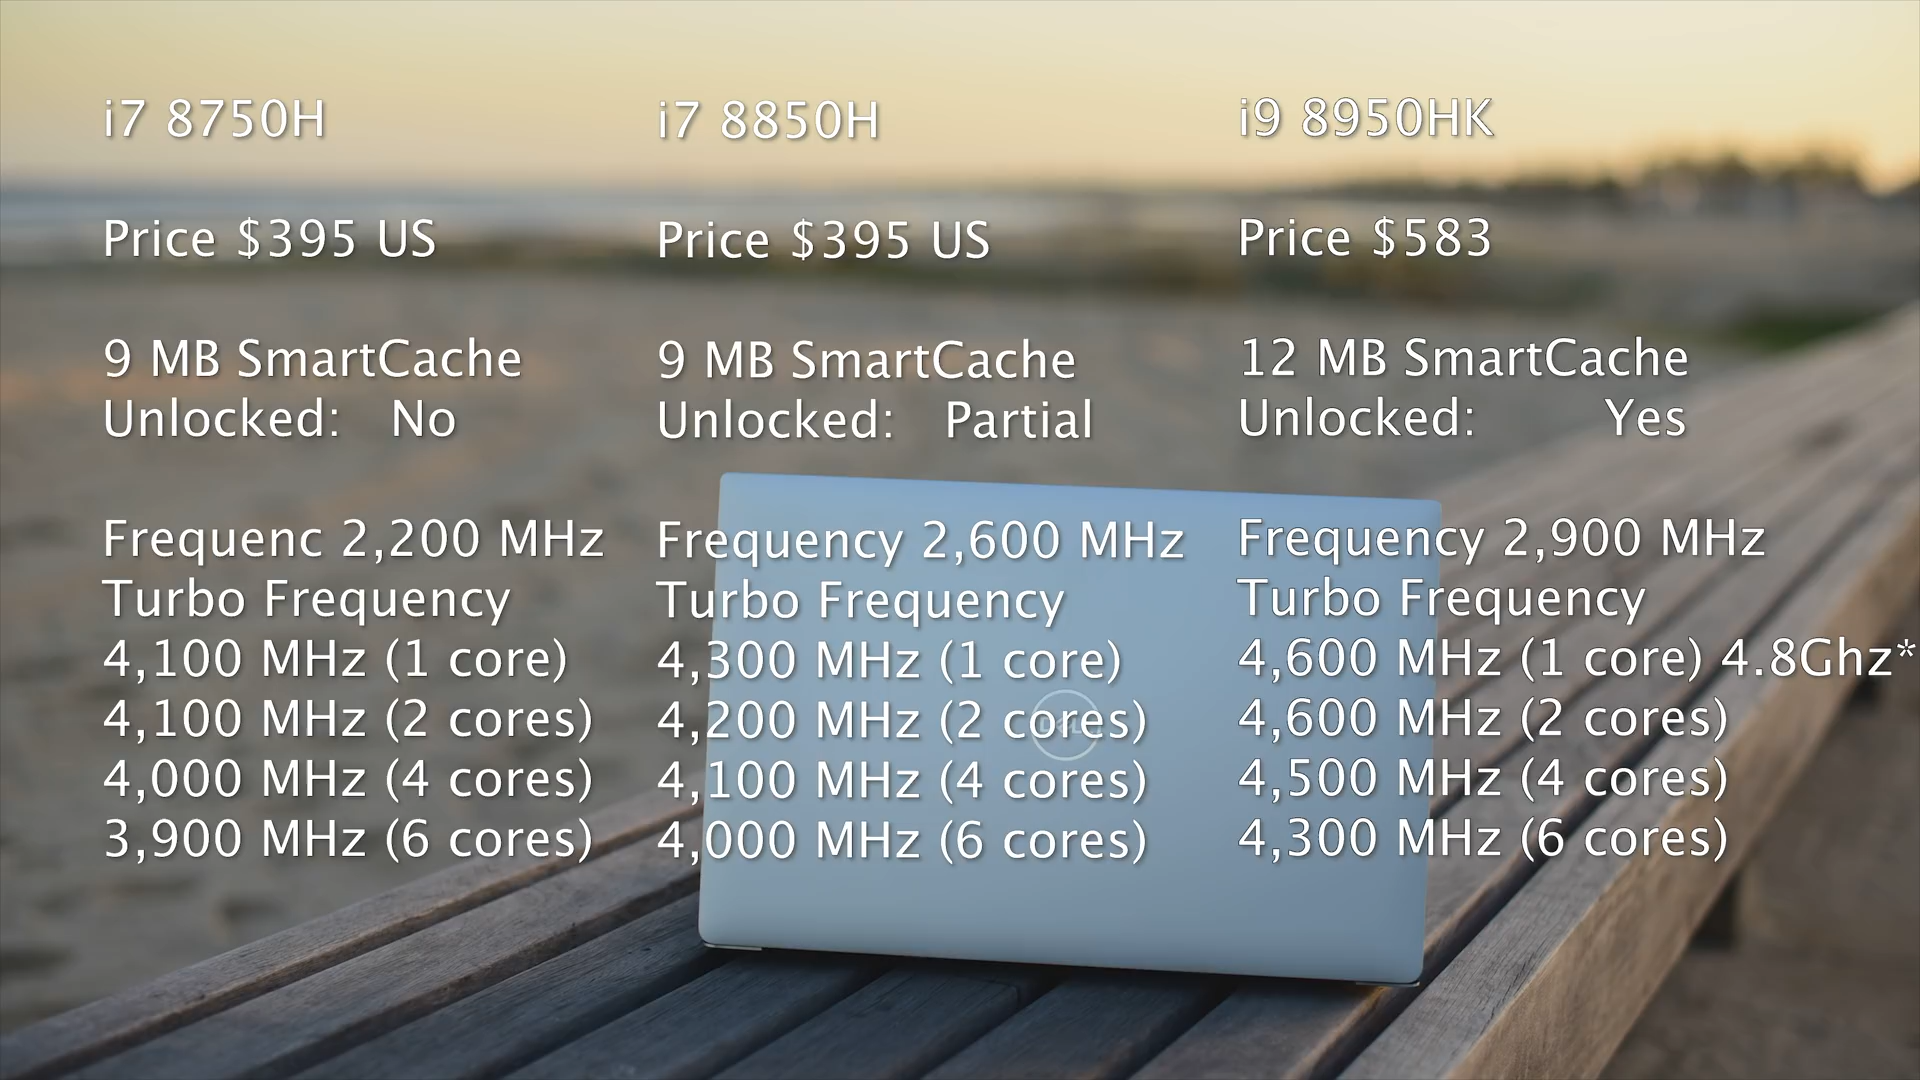 i7 8750H
Price $395 US
9 MB SmartCache
Unlocked: No
Frequenc 2,200 MHz
Turbo Frequency
4,100 MHz (1 core)
4,100 MHz (2 cores)
4,000 MHz (4 cores)
3,900 MHz (6 cores)
i7 8850H
Price $395 US
9 MB SmartCache
Unlocked: Partial
Frequency 2,600 MHz
Turbo Frequency
4,300 MHz (1 core)
4,200 MHz (2 cores)
4,100 MHz (4 cores)
4,000 MHz (6 cores)
i9 8950HK
Price $583
12 MB SmartCache
Unlocked: Yes
Frequency 2,900 MHz
Turbo Frequency
4,600 MHz (1 core) 4.8Ghz*
4,600 MHz (2 cores)
4,500 MHz (4 cores)
4,300 MHz (6 cores)
DELL